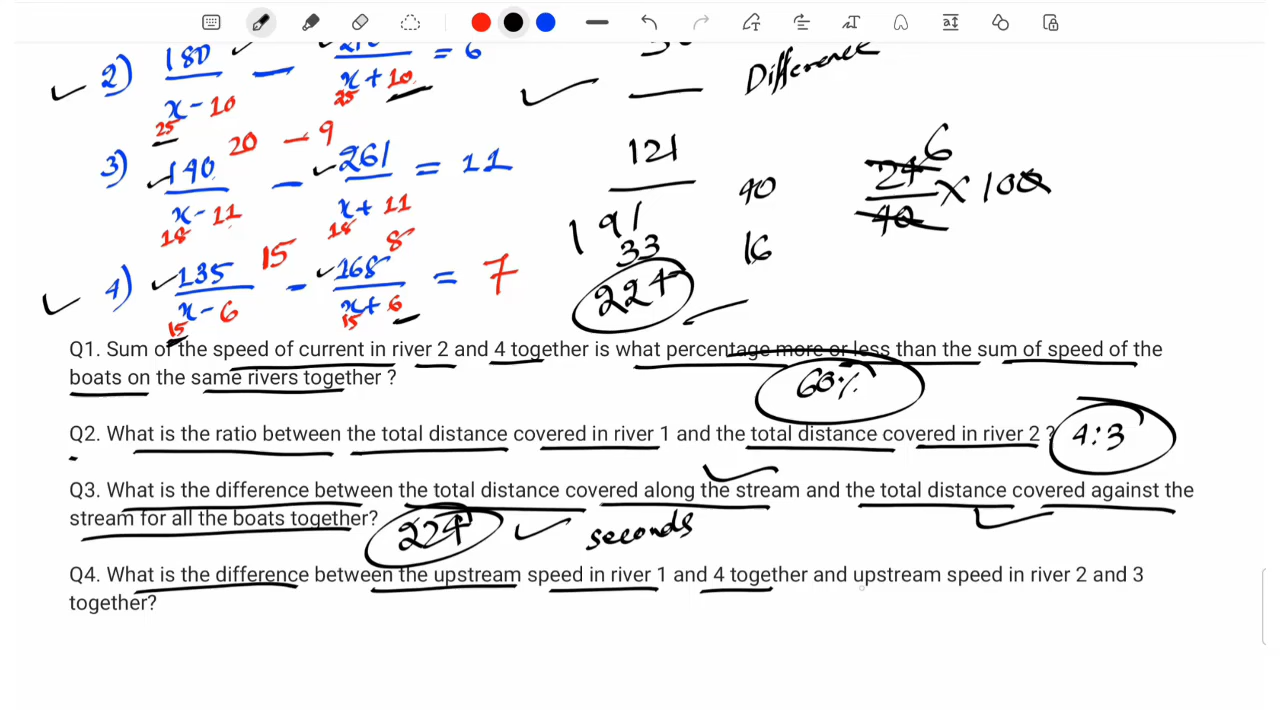 2) 180/x-10 - 210/x+10 = 6
25 25
Difference
3) 190/x-11 - 261/x+11 = 11
20 - 9
18 18
121
191
33
224
40
16
24/40 x 100
6
4) 135/x-6 - 168/x+6 = 7
15 8
15 15
Q1. Sum of the speed of current in river 2 and 4 together is what percentage more or less than the sum of speed of the
boats on the same rivers together ?
60%
Q2. What is the ratio between the total distance covered in river 1 and the total distance covered in river 2 ?
4:3
Q3. What is the difference between the total distance covered along the stream and the total distance covered against the
stream for all the boats together?
224
seconds
Q4. What is the difference between the upstream speed in river 1 and 4 together and upstream speed in river 2 and 3
together?